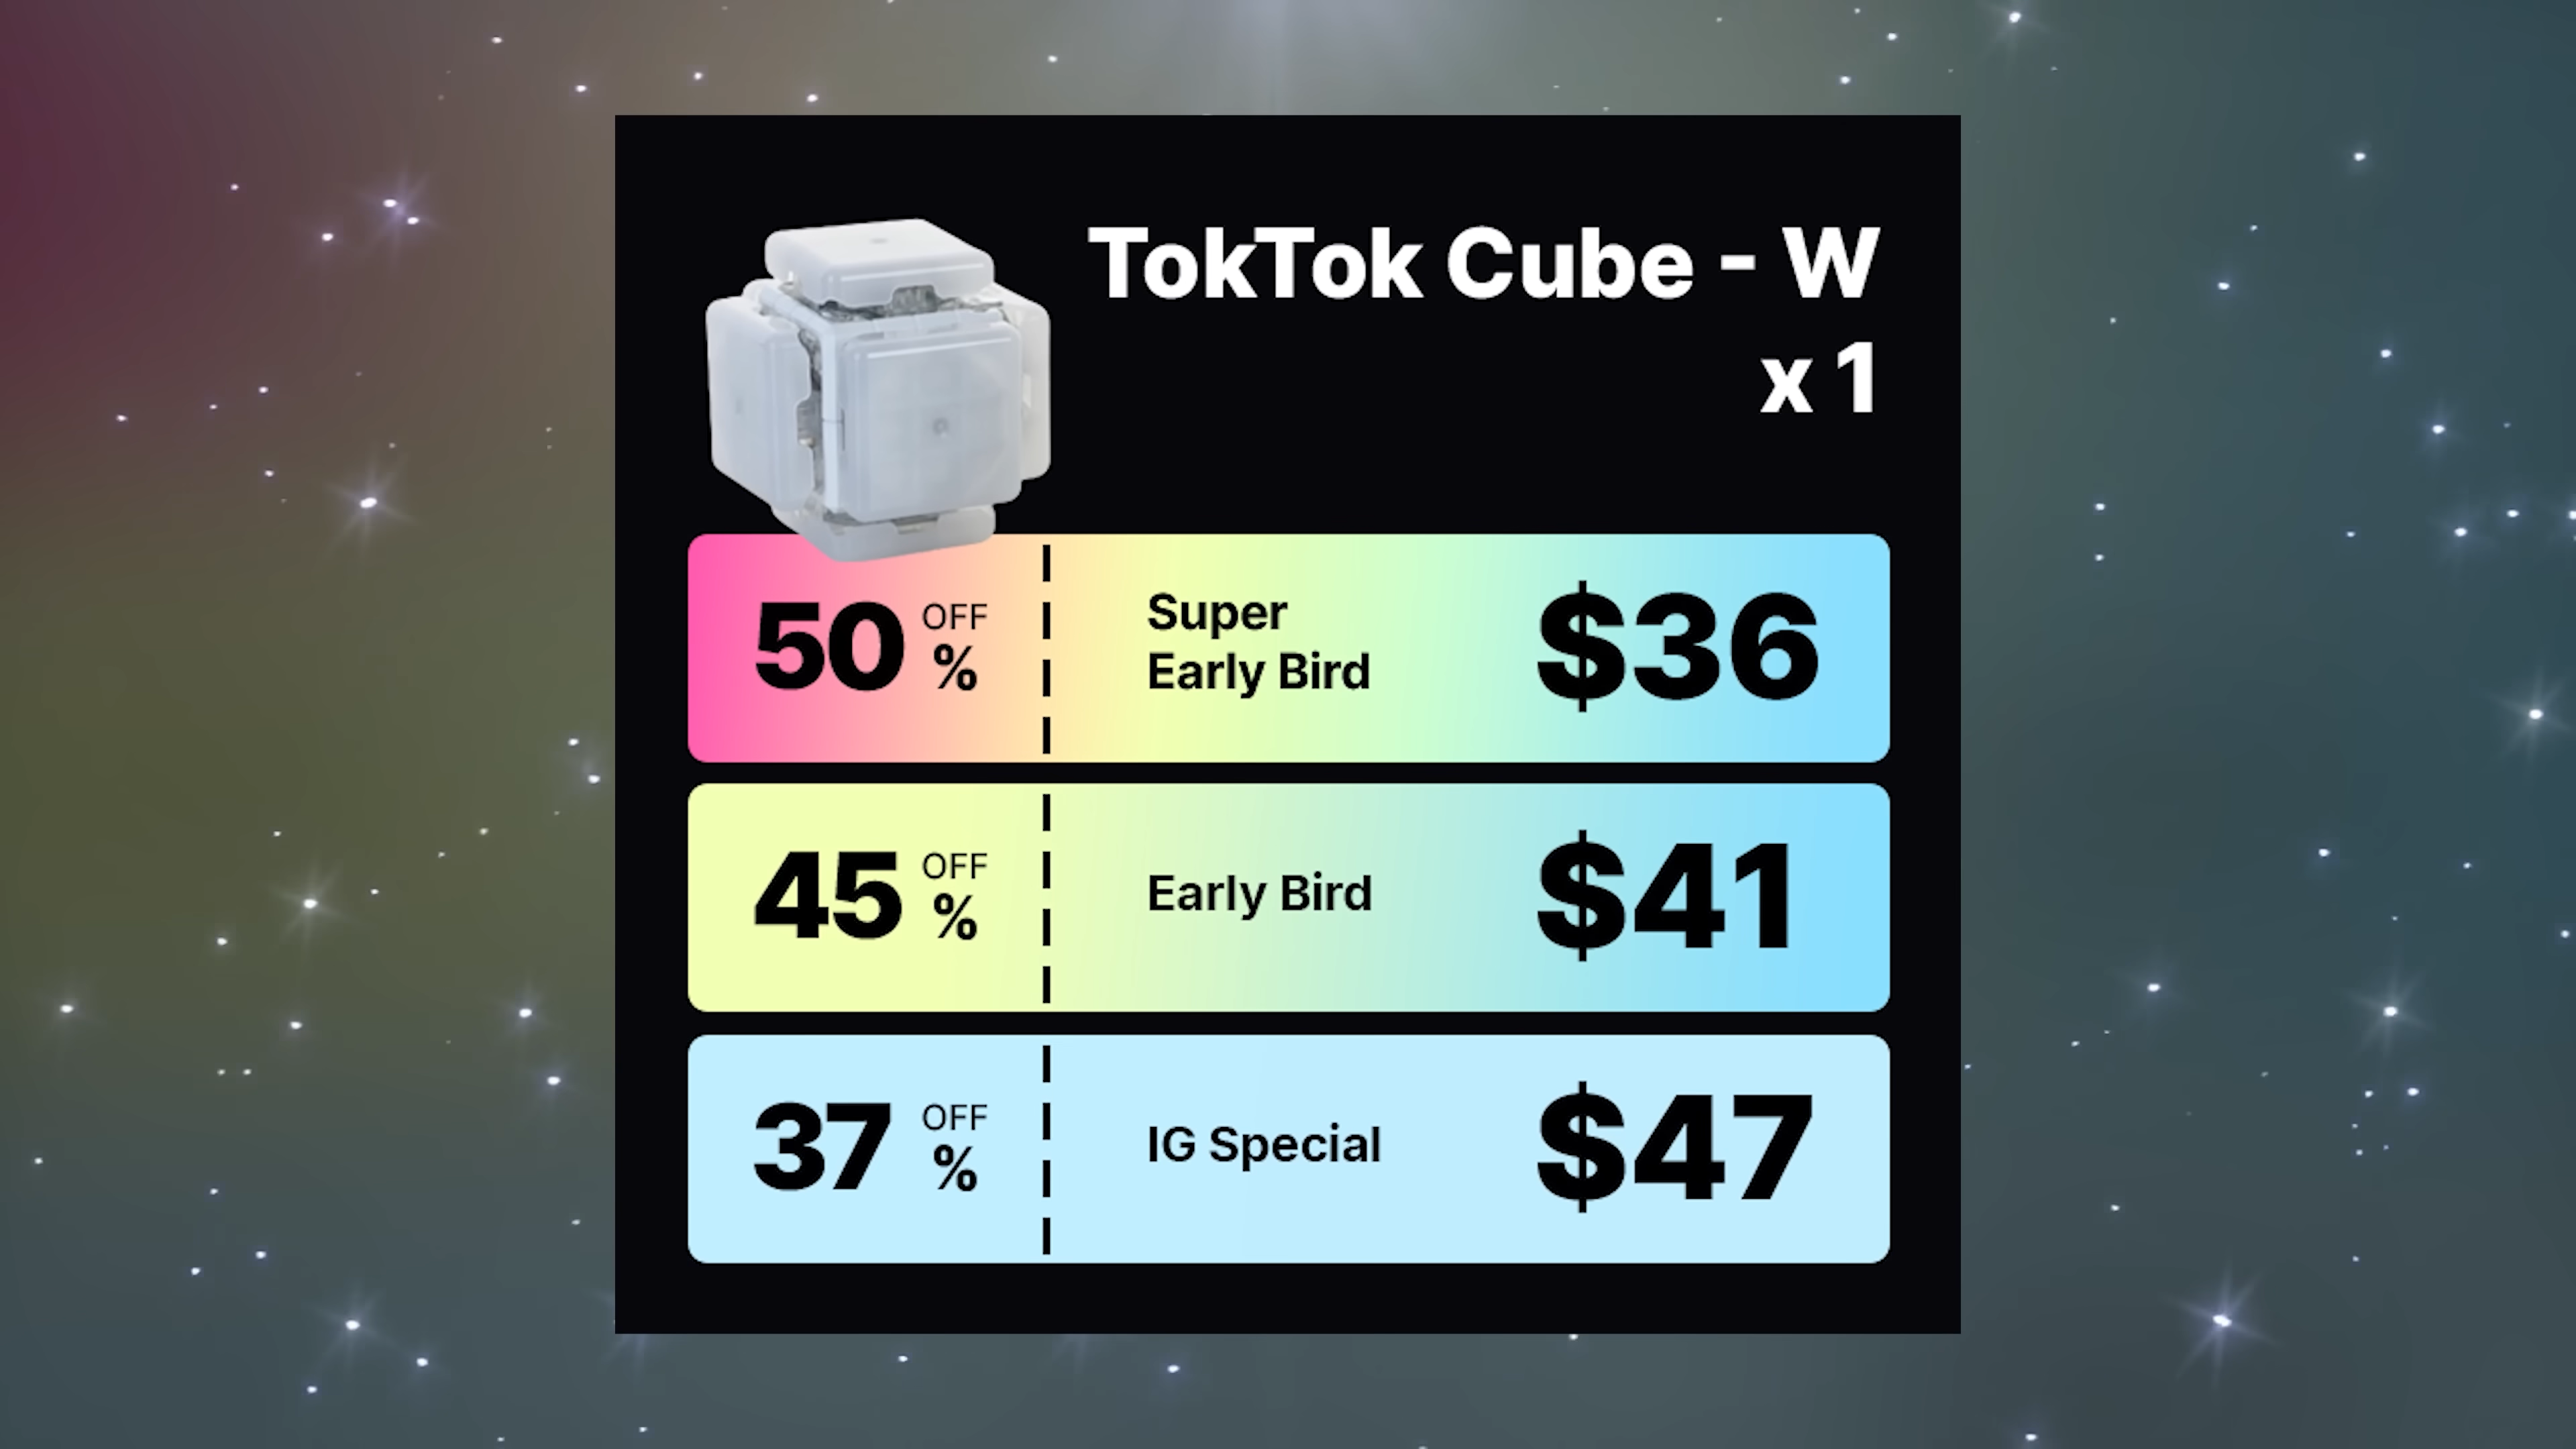 TokTok Cube - W
x 1
50 OFF %
Super
Early Bird
$36
45 OFF %
Early Bird
$41
37 OFF %
IG Special
$47